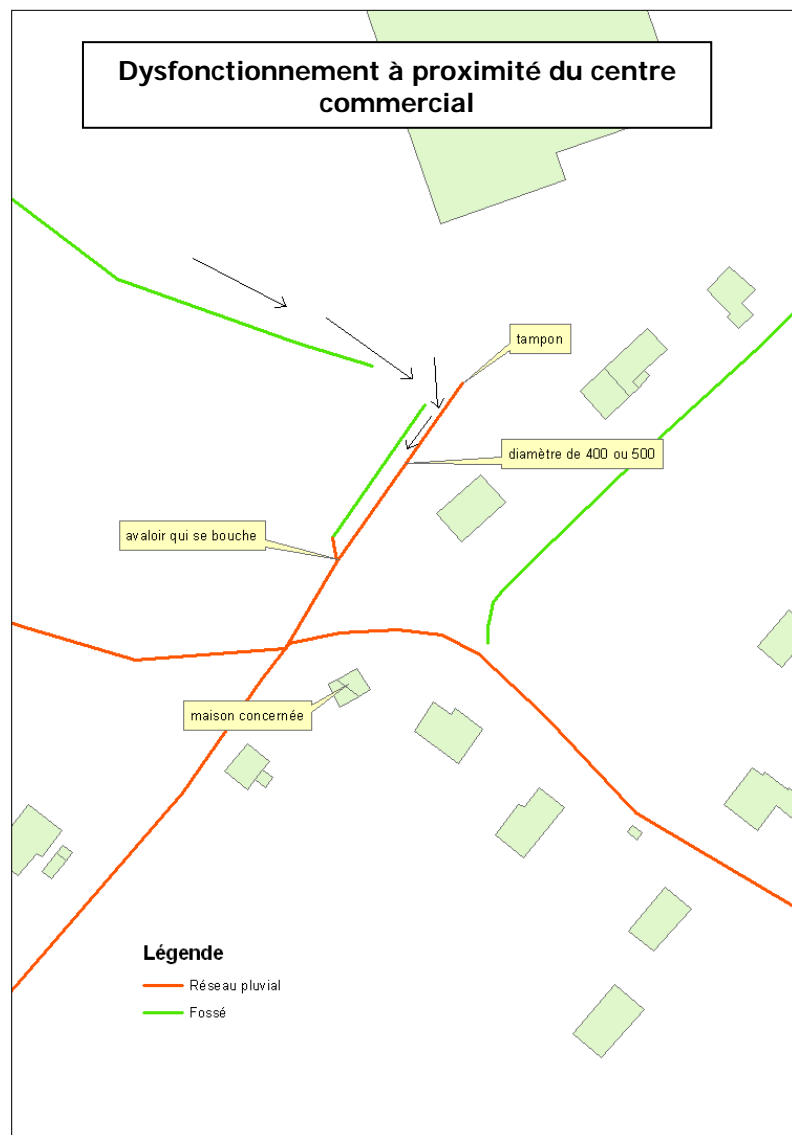 Dysfonctionnement à proximité du centre
commercial
tampon
diamètre de 400 ou 500
avaloir qui se bouche
maison concernée
Légende
Réseau pluvial
Fossé